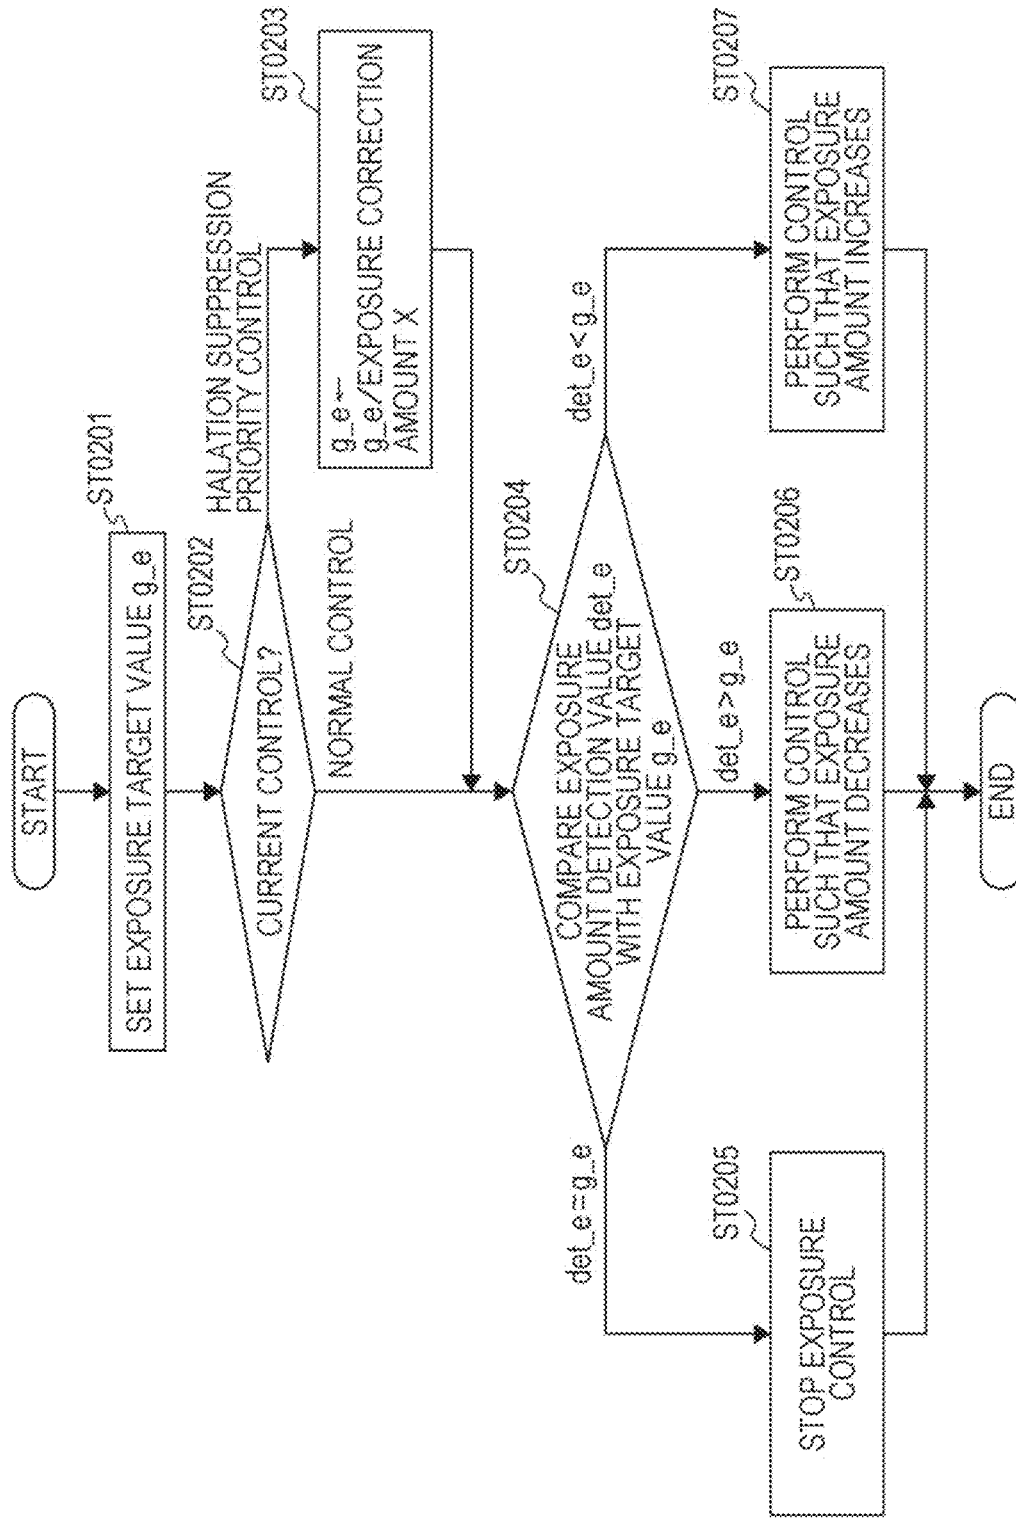 START
SET EXPOSURE TARGET VALUE g_e
ST0201
CURRENT CONTROL?
ST0202
HALATION SUPPRESSION
PRIORITY CONTROL
NORMAL CONTROL
g_e←
g_e/EXPOSURE CORRECTION
AMOUNT X
ST0203
COMPARE EXPOSURE
AMOUNT DETECTION VALUE det_e
WITH EXPOSURE TARGET
VALUE g_e
ST0204
det_e=g_e
det_e>g_e
det_e<g_e
STOP EXPOSURE
CONTROL
ST0205
PERFORM CONTROL
SUCH THAT EXPOSURE
AMOUNT DECREASES
ST0206
PERFORM CONTROL
SUCH THAT EXPOSURE
AMOUNT INCREASES
ST0207
END